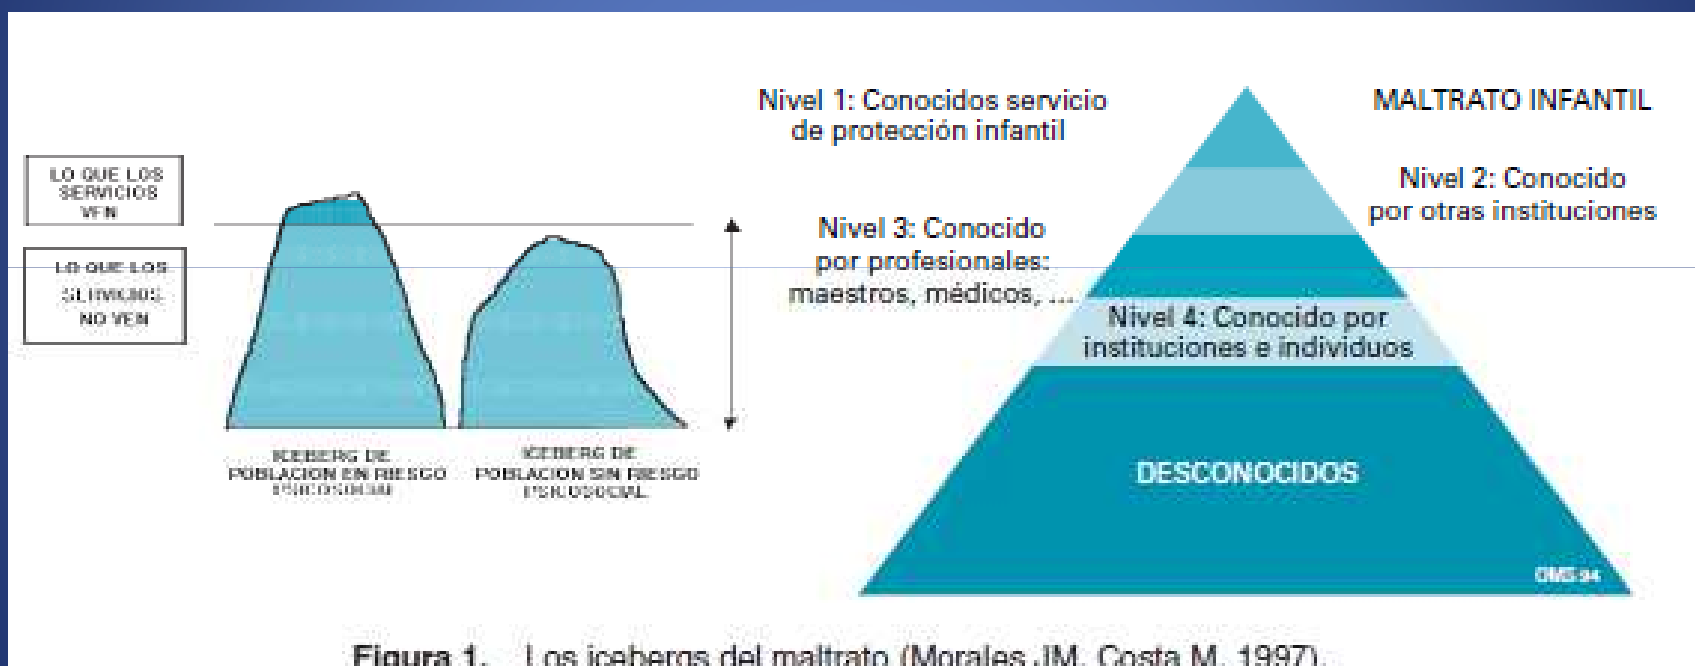 LO QUE LOS
SERVICIOS
VEN
LO QUE LOS
SERVICIOS
NO VEN
ICEBERG DE
POBLACION EN RIESGO
PSICOSOCIAL
ICEBERG DE
POBLACION SIN RIESGO
PSICOSOCIAL
Nivel 1: Conocidos servicio
de protección infantil
MALTRATO INFANTIL
Nivel 2: Conocido
por otras instituciones
Nivel 3: Conocido
por profesionales:
maestros, médicos, ...
Nivel 4: Conocido por
instituciones e individuos
DESCONOCIDOS
OMS 94
Figura 1. Los icebergs del maltrato (Morales JM, Costa M, 1997).